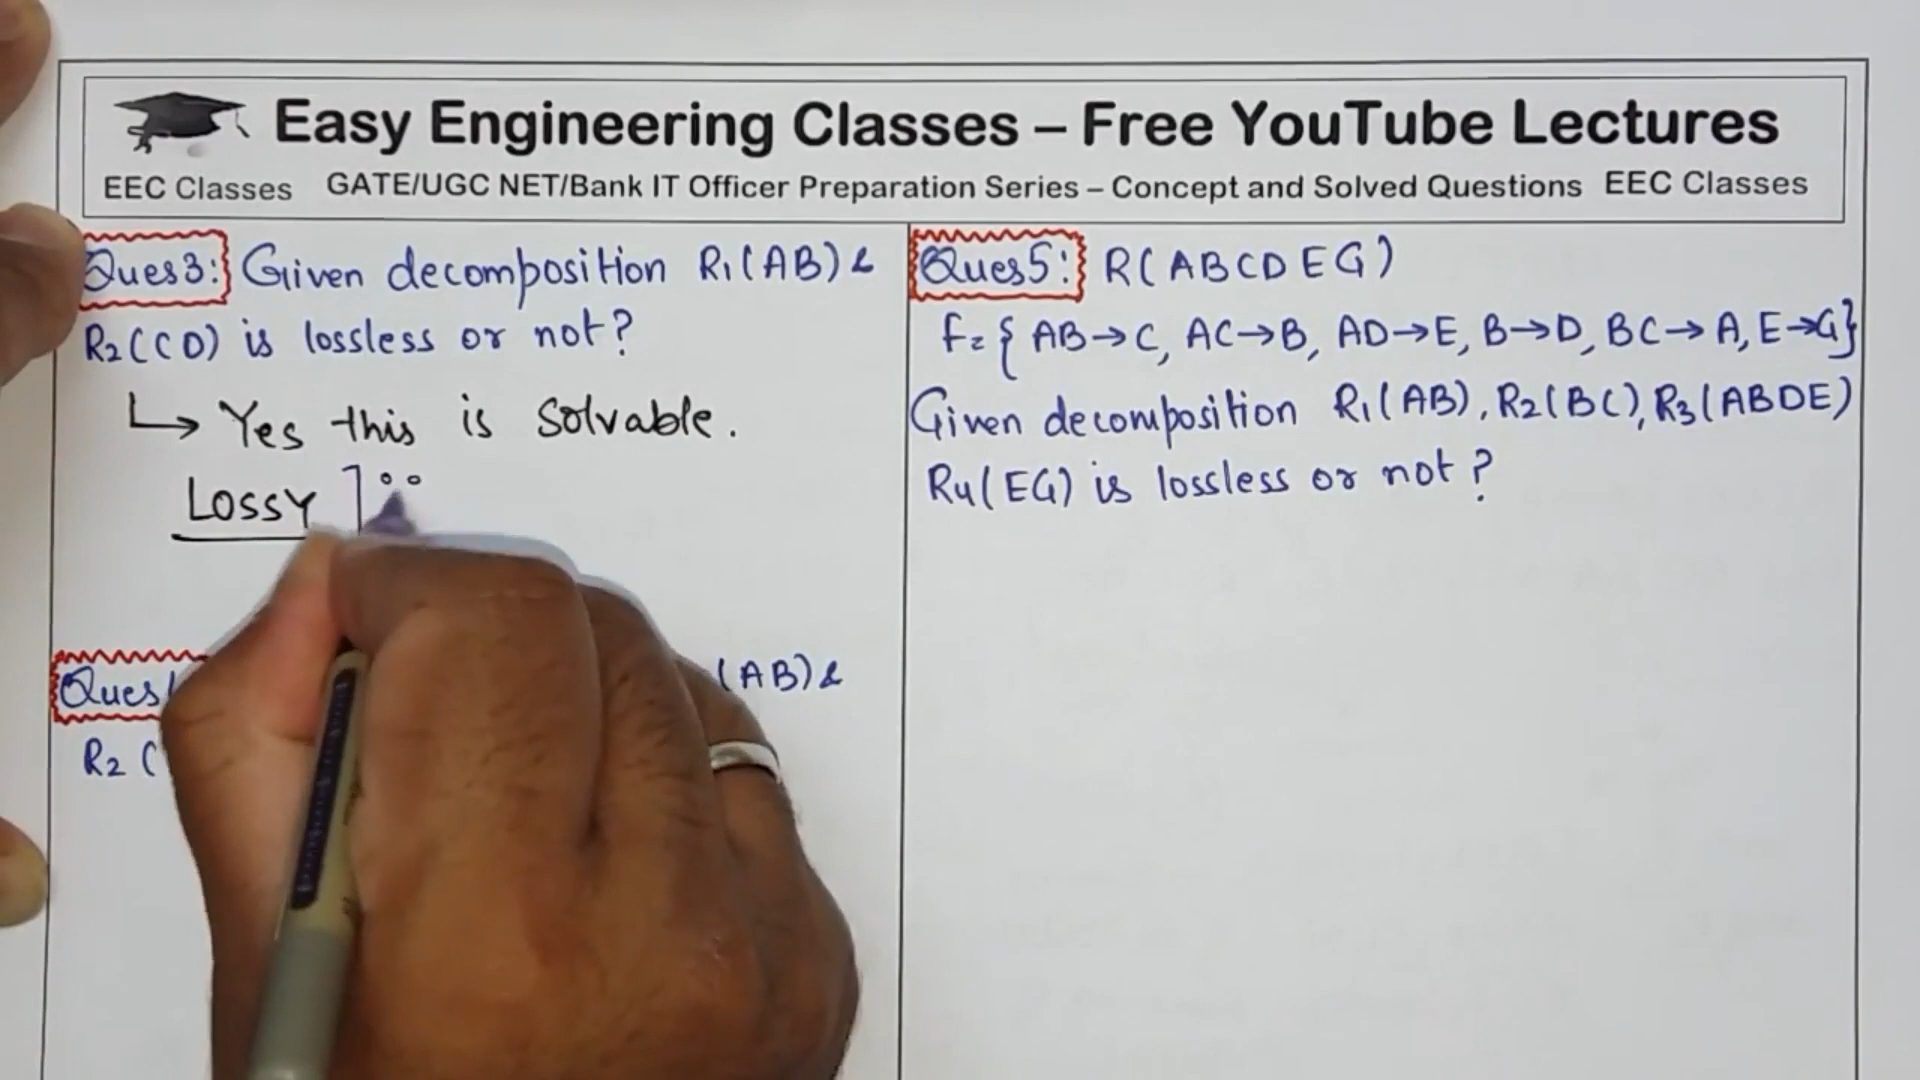 Easy Engineering Classes – Free YouTube Lectures
EEC Classes GATE/UGC NET/Bank IT Officer Preparation Series – Concept and Solved Questions EEC Classes
Ques3: Given decomposition R1(AB) &
R2(CD) is lossless or not?
↳ Yes this is solvable.
LOSSY ]
Ques
(AB) &
R2 (
Ques5: R(ABCDEG)
F= { AB→C, AC→B, AD→E, B→D, BC→A, E→G}
Given decomposition R1(AB), R2(BC), R3(ABDE)
R4(EG) is lossless or not?